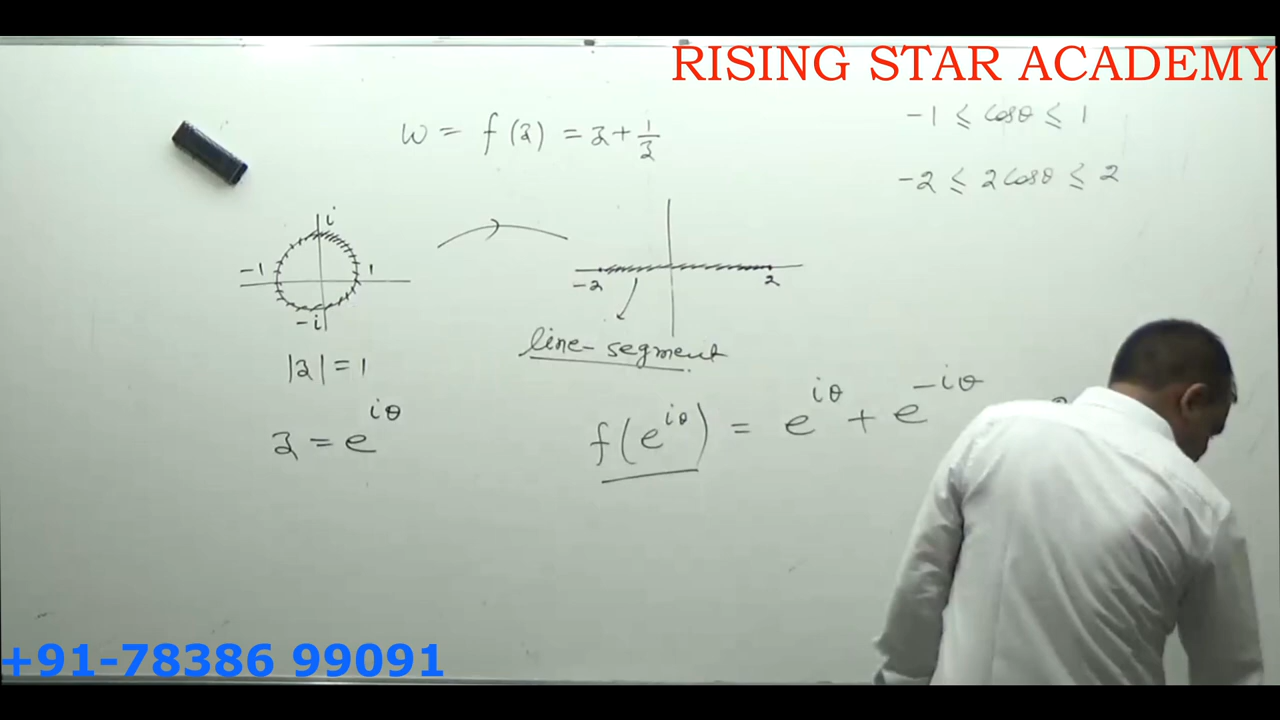 RISING STAR ACADEMY
-1 ⩽ cosθ ⩽ 1
w = f(z) = z + 1/z
-2 ⩽ 2cosθ ⩽ 2
i
-1 1
-i
-2 2
line-segment
|z| = 1
z = e^{iθ}
f(e^{iθ}) = e^{iθ} + e^{-iθ}
+91-78386 99091